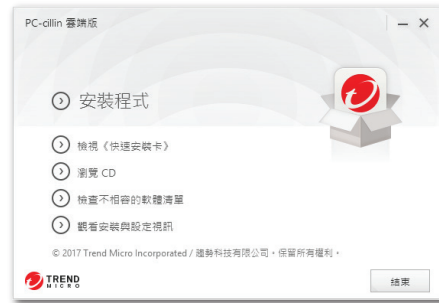 PC-cillin 雲端版
安裝程式
檢視《快速安裝卡》
瀏覽 CD
檢查不相容的軟體清單
觀看安裝與設定視訊
© 2017 Trend Micro Incorporated / 趨勢科技有限公司。保留所有權利。
TREND
MICRO
結束